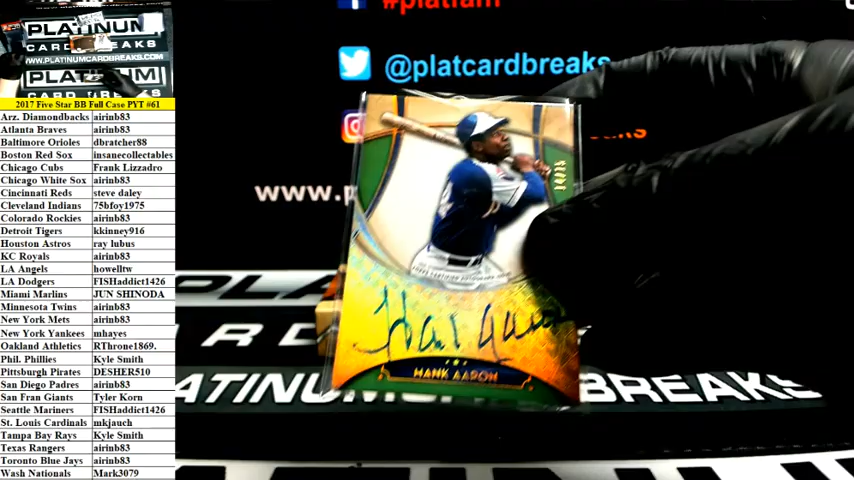 PLATINUM
CARD BREAKS
WWW.PLATINUMCARDBREAKS.COM
PLATINUM
2017 Five Star BB Full Case PYT #61
Arz. Diamondbacks airinb83
Atlanta Braves airinb83
Baltimore Orioles dbratcher88
Boston Red Sox insanecollectables
Chicago Cubs Frank Lizzadro
Chicago White Sox airinb83
Cincinnati Reds steve daley
Cleveland Indians 75bfoy1975
Colorado Rockies airinb83
Detroit Tigers kkinney916
Houston Astros ray lubus
KC Royals airinb83
LA Angels howelltw
LA Dodgers FISHaddict1426
Miami Marlins JUN SHINODA
Minnesota Twins airinb83
New York Mets airinb83
New York Yankees mhayes
Oakland Athletics RThrone1869.
Phil. Phillies Kyle Smith
Pittsburgh Pirates DESHER510
San Diego Padres airinb83
San Fran Giants Tyler Korn
Seattle Mariners FISHaddict1426
St. Louis Cardinals mkjauch
Tampa Bay Rays Kyle Smith
Texas Rangers airinb83
Toronto Blue Jays airinb83
Wash Nationals Mark3079
@platcardbreaks
www.
Hank Aaron
HANK AARON
BREAKS